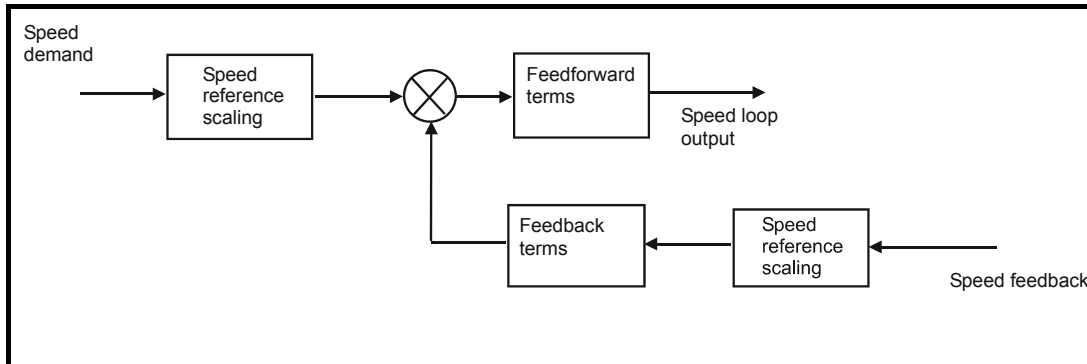 Speed
demand
Speed
reference
scaling
Feedforward
terms
Speed loop
output
Feedback
terms
Speed
reference
scaling
Speed feedback